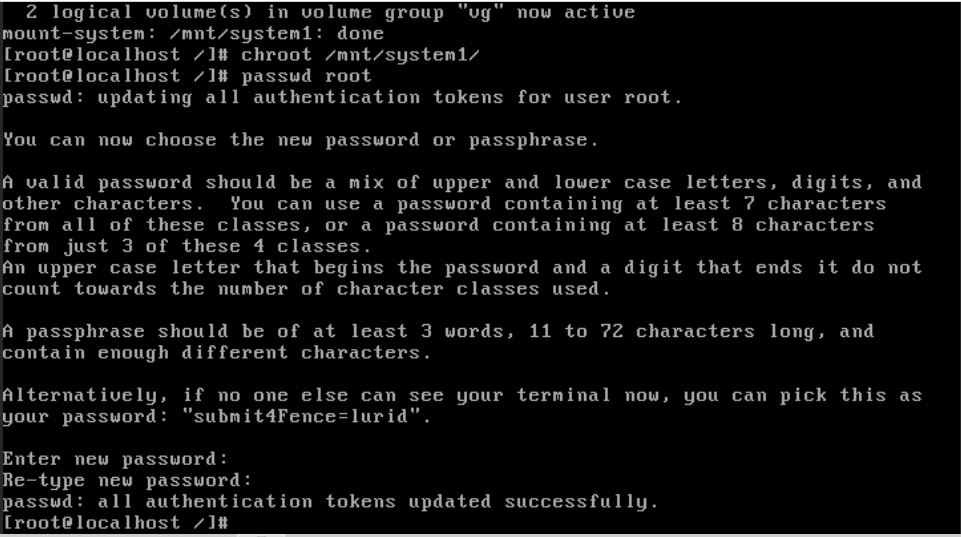 2 logical volume(s) in volume group "vg" now active
mount-system: /mnt/system1: done
[root@localhost /]# chroot /mnt/system1/
[root@localhost /]# passwd root
passwd: updating all authentication tokens for user root.
You can now choose the new password or passphrase.
A valid password should be a mix of upper and lower case letters, digits, and
other characters.  You can use a password containing at least 7 characters
from all of these classes, or a password containing at least 8 characters
from just 3 of these 4 classes.
An upper case letter that begins the password and a digit that ends it do not
count towards the number of character classes used.
A passphrase should be of at least 3 words, 11 to 72 characters long, and
contain enough different characters.
Alternatively, if no one else can see your terminal now, you can pick this as
your password: "submit4Fence=lurid".
Enter new password:
Re-type new password:
passwd: all authentication tokens updated successfully.
[root@localhost /]#